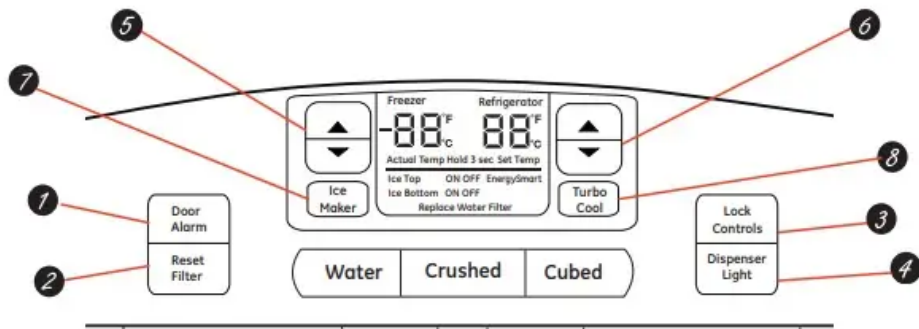 5
6
7
Freezer Refrigerator
-88 °F °C 88 °F °C
Actual Temp Hold 3 sec Set Temp
Ice Top ON OFF EnergySmart
Ice Bottom ON OFF
Replace Water Filter
Ice
Maker
Turbo
Cool
8
1
Door
Alarm
Lock
Controls
3
2
Reset
Filter
Water Crushed Cubed
Dispenser
Light
4